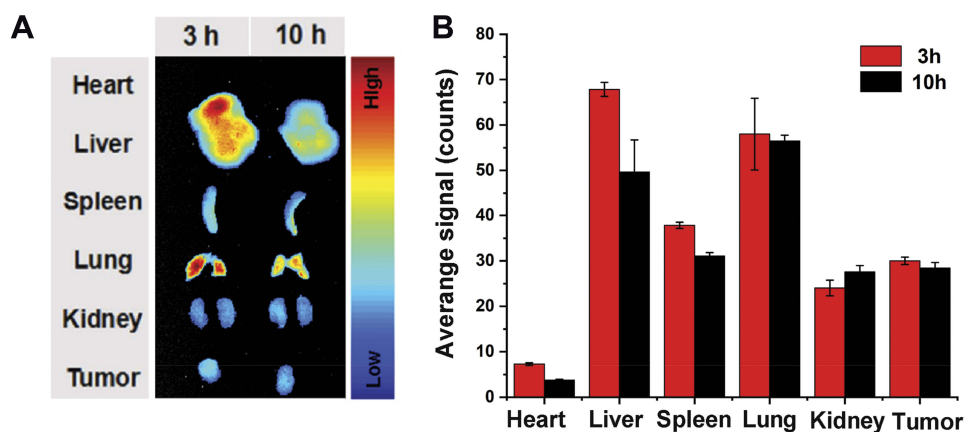 A
3 h 10 h
Heart
Liver
Spleen
Lung
Kidney
Tumor
HIgh
Low
B
Averange signal (counts)
80
70
60
50
40
30
20
10
0
3h
10h
Heart Liver Spleen Lung Kidney Tumor